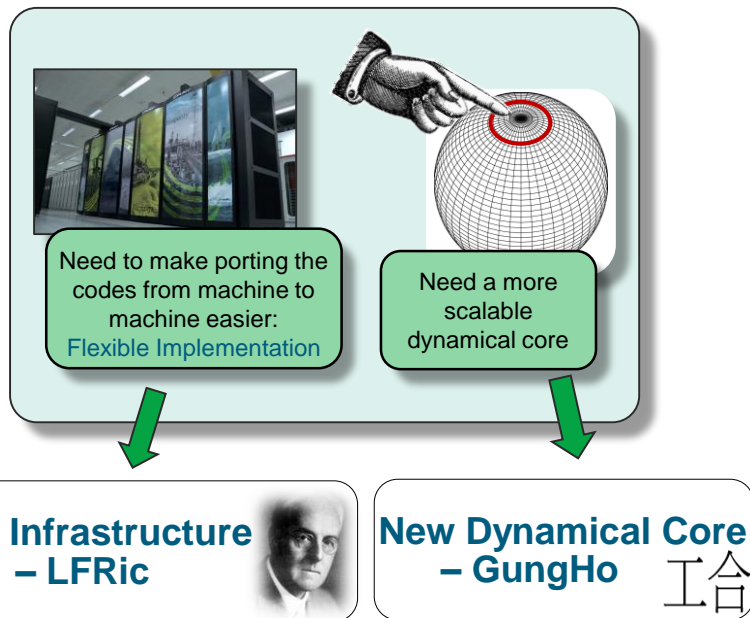 Need to make porting the
codes from machine to
machine easier:
Flexible Implementation
Need a more
scalable
dynamical core
Infrastructure
– LFRic
New Dynamical Core
– GungHo
工合